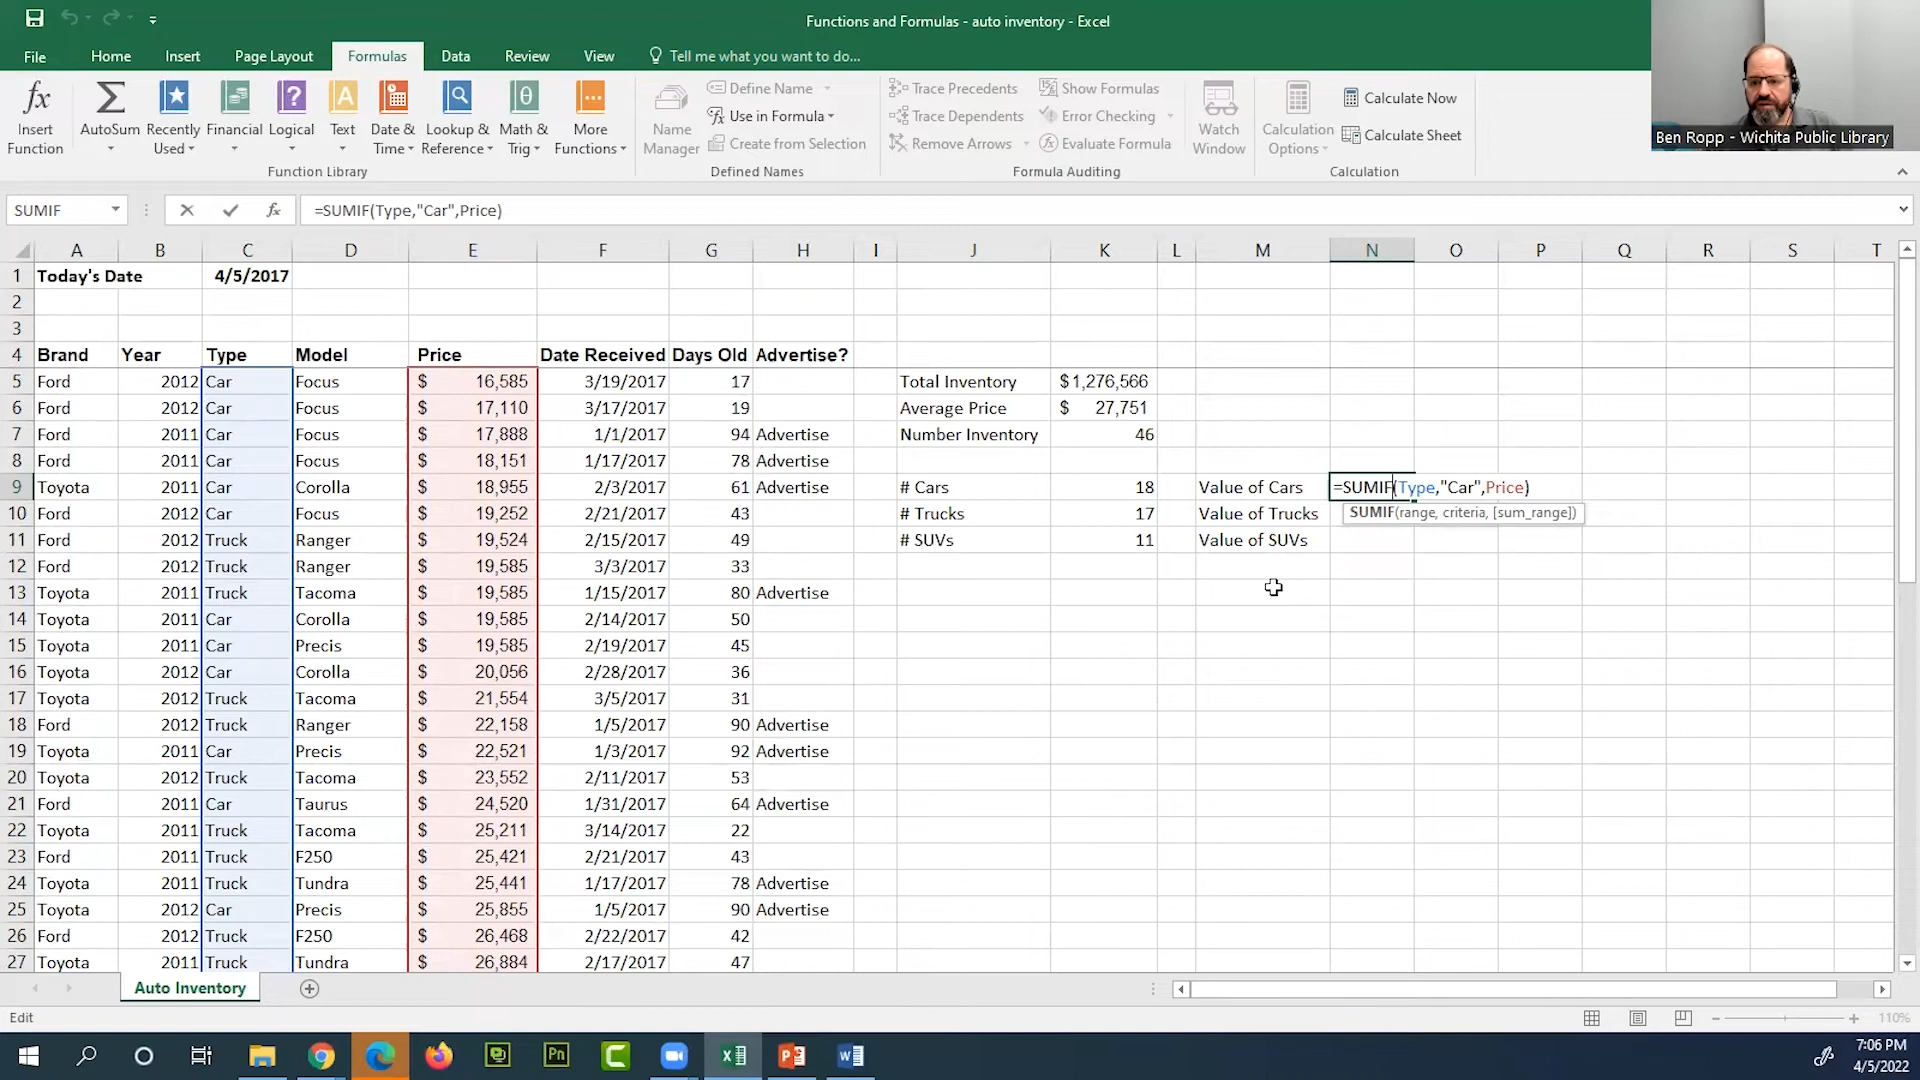 Functions and Formulas - auto inventory - Excel
File Home Insert Page Layout Formulas Data Review View Tell me what you want to do...
Insert Function
AutoSum
Recently Used
Financial
Logical
Text
Date & Time
Lookup & Reference
Math & Trig
More Functions
Function Library
Name Manager
Define Name
Use in Formula
Create from Selection
Defined Names
Trace Precedents
Trace Dependents
Remove Arrows
Show Formulas
Error Checking
Evaluate Formula
Formula Auditing
Watch Window
Calculation Options
Calculate Now
Calculate Sheet
Calculation
Ben Ropp - Wichita Public Library
SUMIF fx =SUMIF(Type,"Car",Price)
A B C D E F G H I J K L M N O P Q R S T
1 Today's Date 4/5/2017
2
3
4 Brand Year Type Model Price Date Received Days Old Advertise?
5 Ford 2012 Car Focus $ 16,585 3/19/2017 17 Total Inventory $1,276,566
6 Ford 2012 Car Focus $ 17,110 3/17/2017 19 Average Price $ 27,751
7 Ford 2011 Car Focus $ 17,888 1/1/2017 94 Advertise Number Inventory 46
8 Ford 2011 Car Focus $ 18,151 1/17/2017 78 Advertise
9 Toyota 2011 Car Corolla $ 18,955 2/3/2017 61 Advertise # Cars 18 Value of Cars =SUMIF(Type,"Car",Price)
10 Ford 2012 Car Focus $ 19,252 2/21/2017 43 # Trucks 17 Value of Trucks SUMIF(range, criteria, [sum_range])
11 Ford 2012 Truck Ranger $ 19,524 2/15/2017 49 # SUVs 11 Value of SUVs
12 Ford 2012 Truck Ranger $ 19,585 3/3/2017 33
13 Toyota 2011 Truck Tacoma $ 19,585 1/15/2017 80 Advertise
14 Toyota 2011 Car Corolla $ 19,585 2/14/2017 50
15 Toyota 2012 Car Precis $ 19,585 2/19/2017 45
16 Toyota 2012 Car Corolla $ 20,056 2/28/2017 36
17 Toyota 2012 Truck Tacoma $ 21,554 3/5/2017 31
18 Ford 2012 Truck Ranger $ 22,158 1/5/2017 90 Advertise
19 Toyota 2011 Car Precis $ 22,521 1/3/2017 92 Advertise
20 Toyota 2012 Truck Tacoma $ 23,552 2/11/2017 53
21 Ford 2011 Car Taurus $ 24,520 1/31/2017 64 Advertise
22 Toyota 2011 Truck Tacoma $ 25,211 3/14/2017 22
23 Ford 2011 Truck F250 $ 25,421 2/21/2017 43
24 Toyota 2011 Truck Tundra $ 25,441 1/17/2017 78 Advertise
25 Toyota 2012 Car Precis $ 25,855 1/5/2017 90 Advertise
26 Ford 2012 Truck F250 $ 26,468 2/22/2017 42
27 Toyota 2011 Truck Tundra $ 26,884 2/17/2017 47
Auto Inventory
Edit 110%
Pn
7:06 PM
4/5/2022